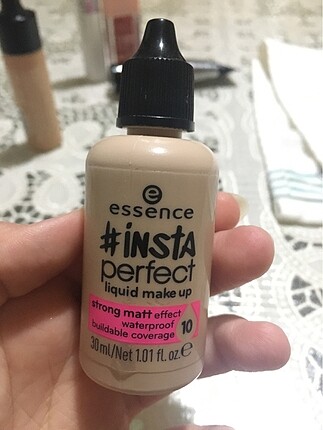 e
essence
#insta
perfect
liquid make up
strong matt effect
waterproof
buildable coverage
10
30ml/Net 1.01 fl. oz. e